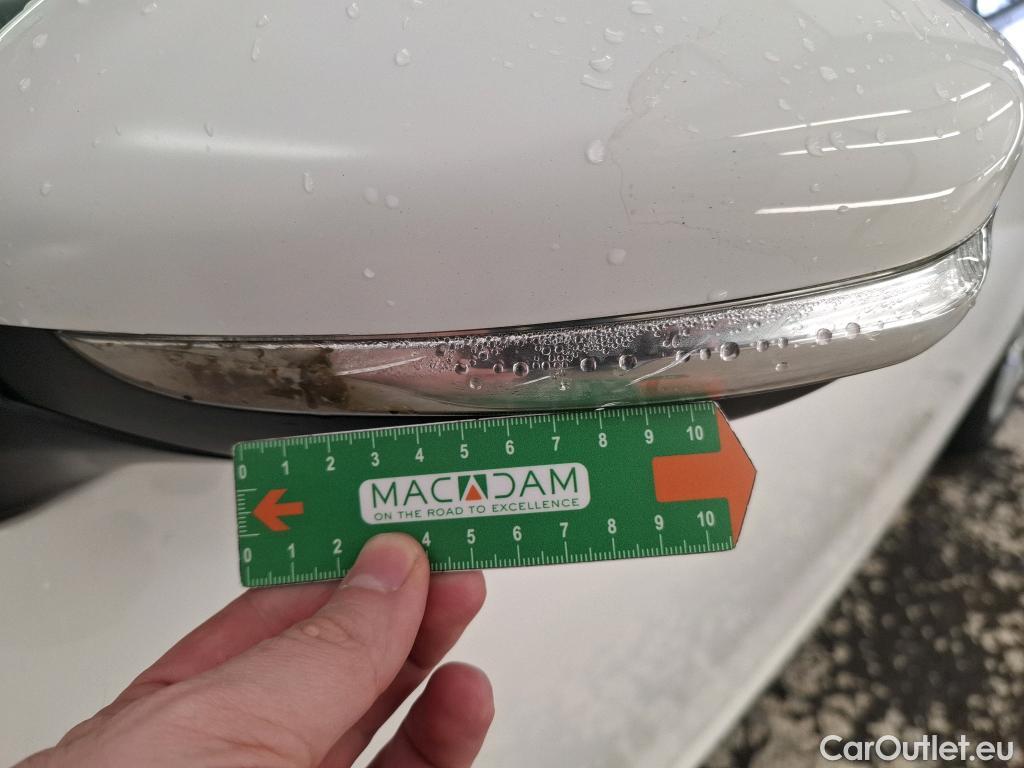 0 1 2 3 4 5 6 7 8 9 10
MACADAM
ON THE ROAD TO EXCELLENCE
0 1 2 4 5 6 7 8 9 10
CarOutlet.eu